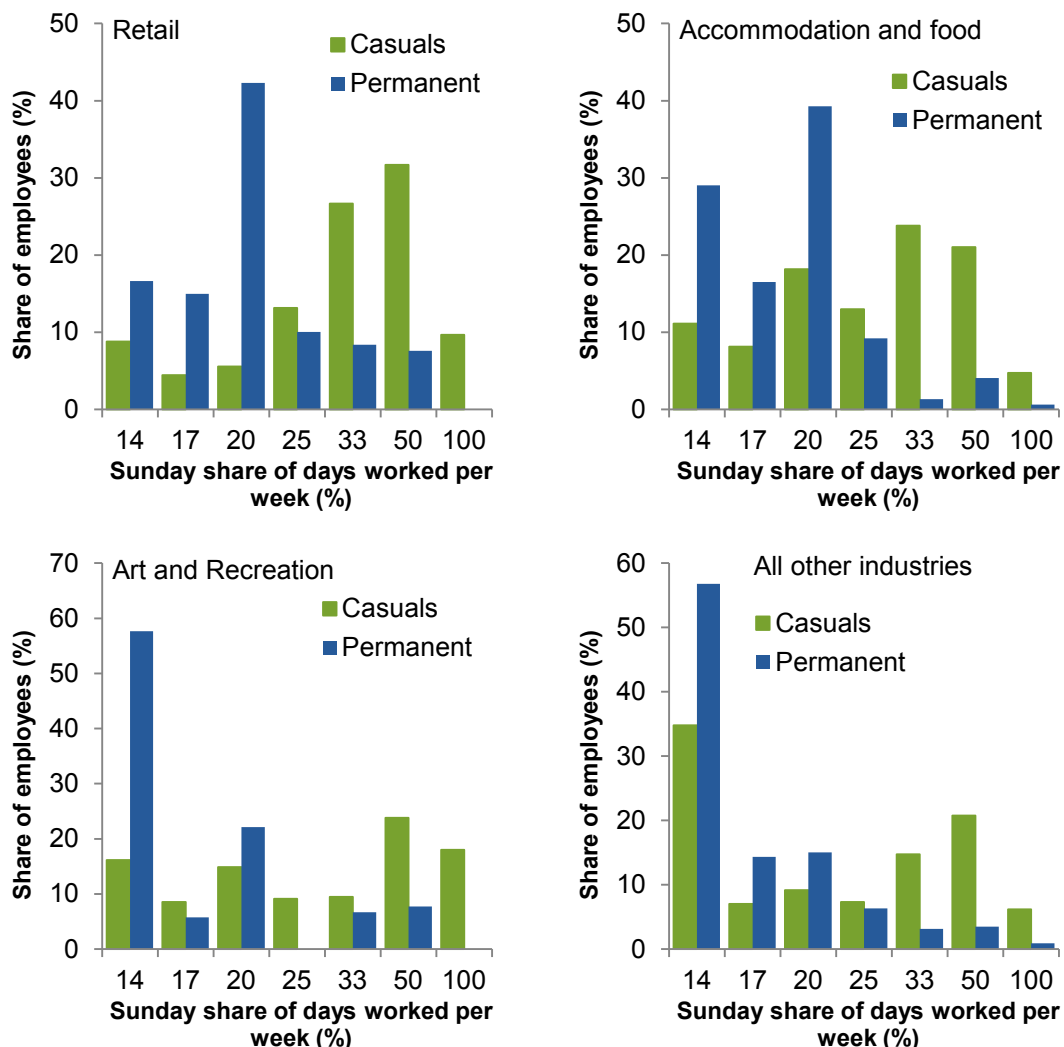 Retail
Casuals
Permanent
Share of employees (%)
50
40
30
20
10
0
14 17 20 25 33 50 100
Sunday share of days worked per
week (%)
Accommodation and food
Casuals
Permanent
Share of employees (%)
50
40
30
20
10
0
14 17 20 25 33 50 100
Sunday share of days worked per
week (%)
Art and Recreation
Casuals
Permanent
Share of employees (%)
70
60
50
40
30
20
10
0
14 17 20 25 33 50 100
Sunday share of days worked per
week (%)
All other industries
Casuals
Permanent
Share of employees (%)
60
50
40
30
20
10
0
14 17 20 25 33 50 100
Sunday share of days worked per
week (%)